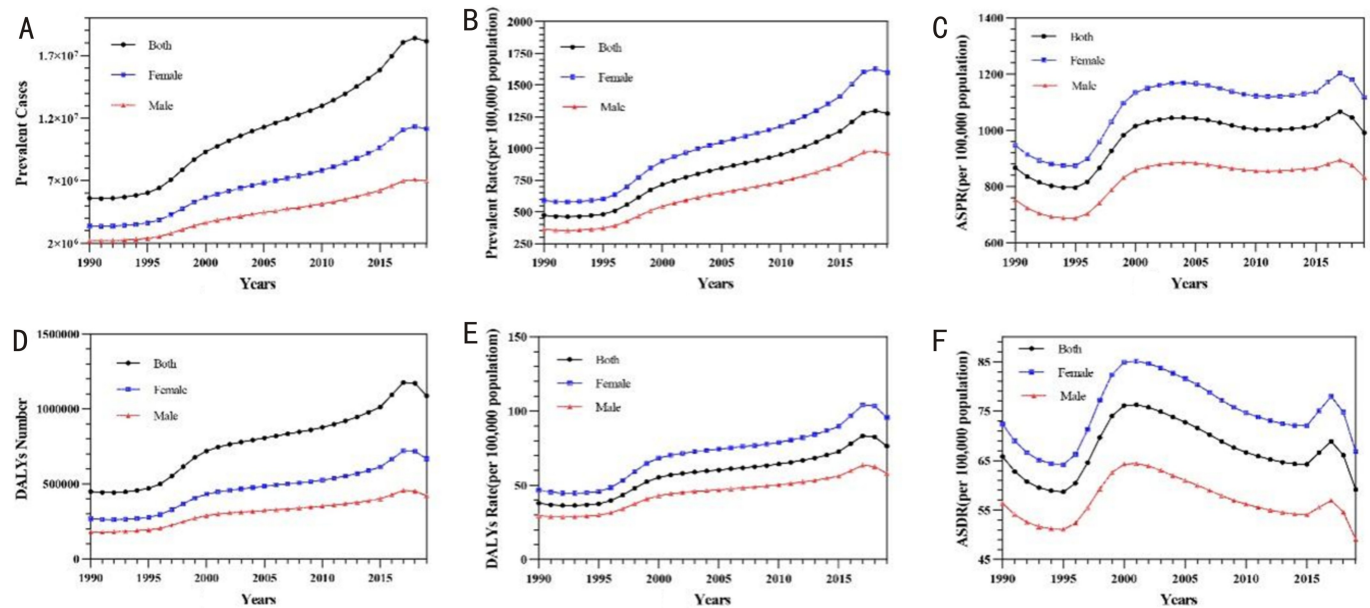 A
Prevalent Cases
1.7×10⁷
1.2×10⁷
7×10⁶
2×10⁶
Both
Female
Male
1990 1995 2000 2005 2010 2015
Years
B
Prevalent Rate(per 100,000 population)
2000
1750
1500
1250
1000
750
500
250
Both
Female
Male
1990 1995 2000 2005 2010 2015
Years
C
ASPR(per 100,000 population)
1400
1200
1000
800
600
Both
Female
Male
1990 1995 2000 2005 2010 2015
Years
D
DALYs Number
1500000
1000000
500000
0
Both
Female
Male
1990 1995 2000 2005 2010 2015
Years
E
DALYs Rate(per 100,000 populatiom)
150
100
50
0
Both
Female
Male
1990 1995 2000 2005 2010 2015
Years
F
ASDR(per 100,000 population)
85
75
65
55
45
Both
Female
Male
1990 1995 2000 2005 2010 2015
Years